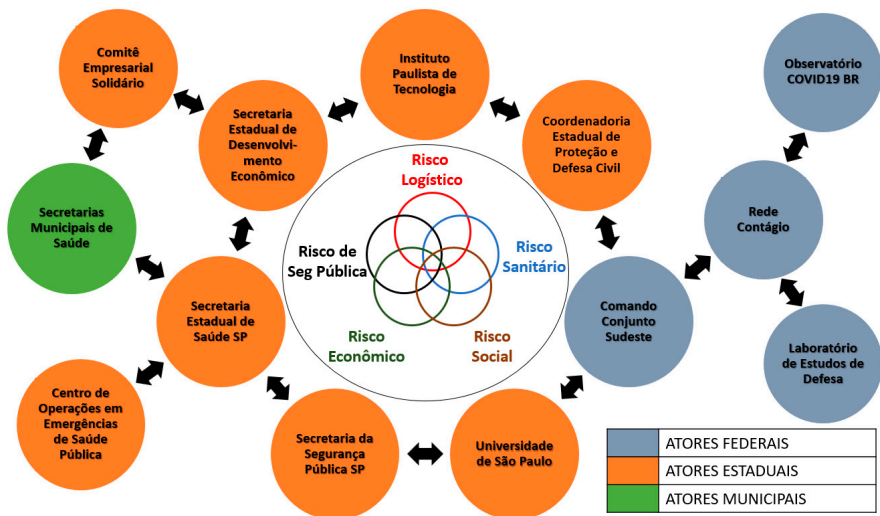 Comitê
Empresarial
Solidário
Secretaria
Estadual de
Desenvolvi-
mento
Econômico
Instituto
Paulista de
Tecnologia
Coordenadoria
Estadual de
Proteção e
Defesa Civil
Observatório
COVID19 BR
Secretarias
Municipais de
Saúde
Rede
Contágio
Risco
Logístico
Risco de
Seg Pública
Risco
Sanitário
Risco
Econômico
Risco
Social
Secretaria
Estadual de
Saúde SP
Comando
Conjunto
Sudeste
Laboratório
de Estudos de
Defesa
Centro de
Operações em
Emergências
de Saúde
Pública
Secretaria da
Segurança
Pública SP
Universidade
de São Paulo
ATORES FEDERAIS
ATORES ESTADUAIS
ATORES MUNICIPAIS